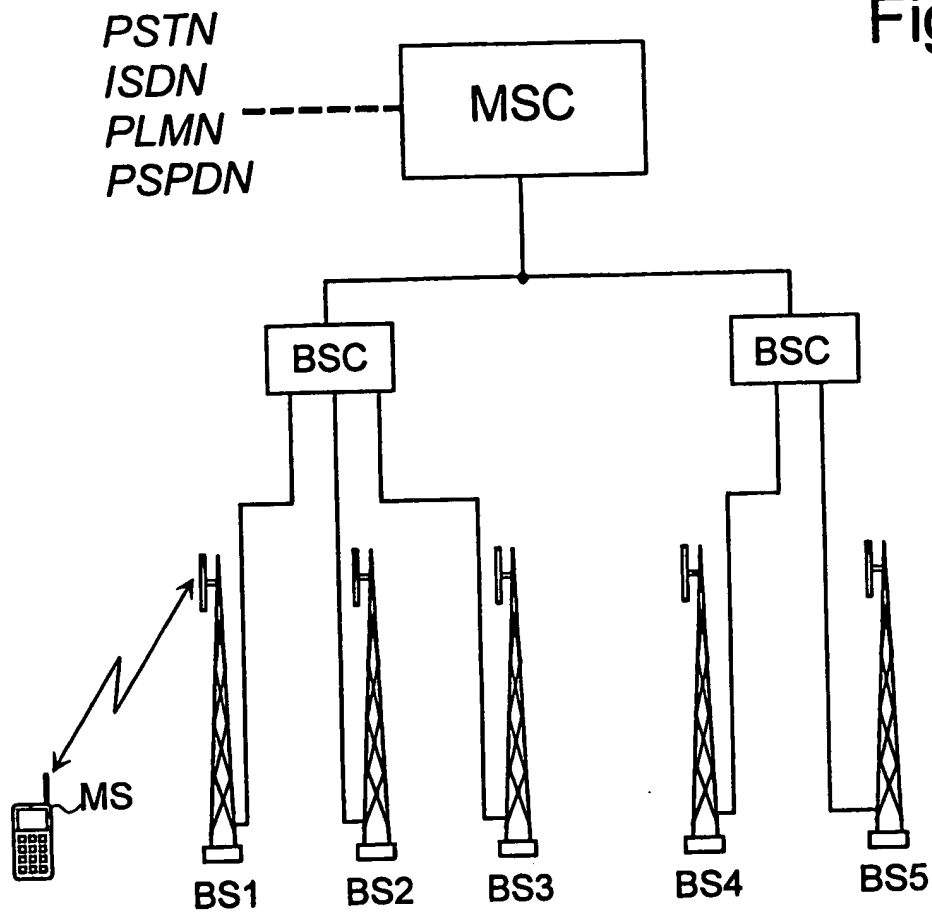 PSTN
ISDN
PLMN
PSPDN
Fig
MSC
BSC
BSC
MS
BS1
BS2
BS3
BS4
BS5